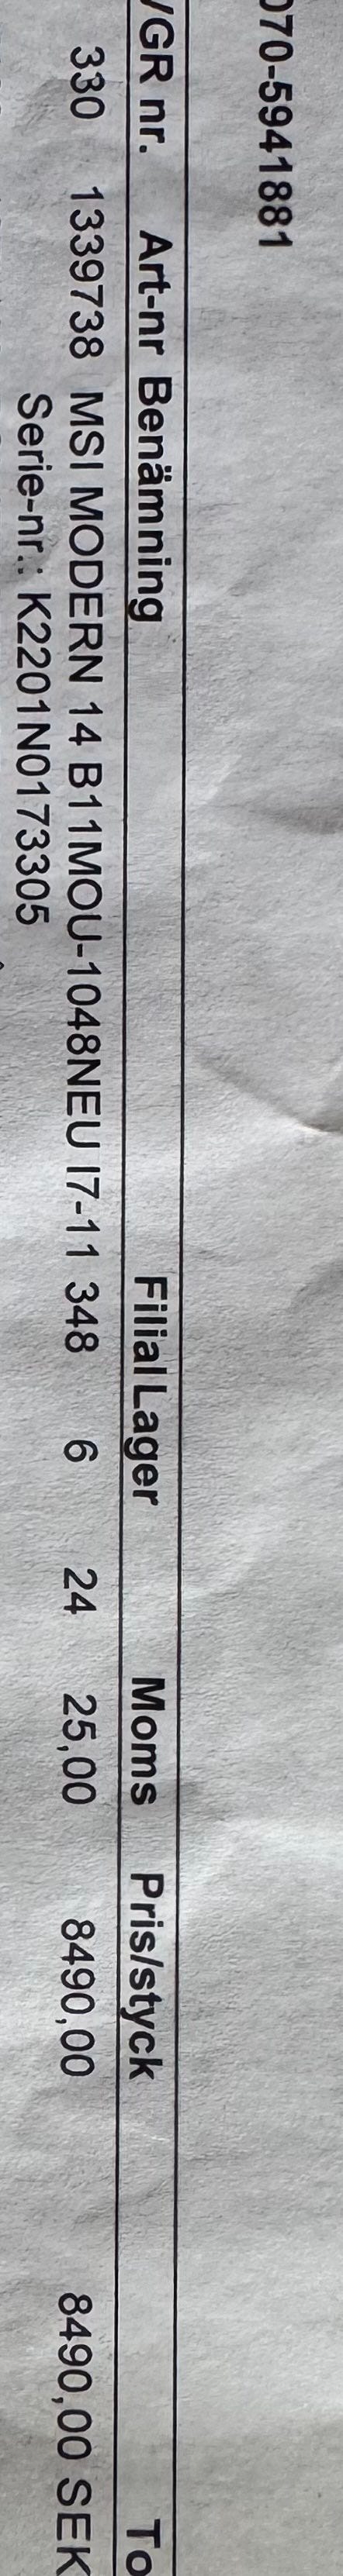 070-5941881
/GR nr. Art-nr Benämning Filial Lager Moms Pris/styck To
330 1339738 MSI MODERN 14 B11MOU-1048NEU I7-11 348 6 24 25,00 8490,00 8490,00 SEK
Serie-nr.: K2201N0173305